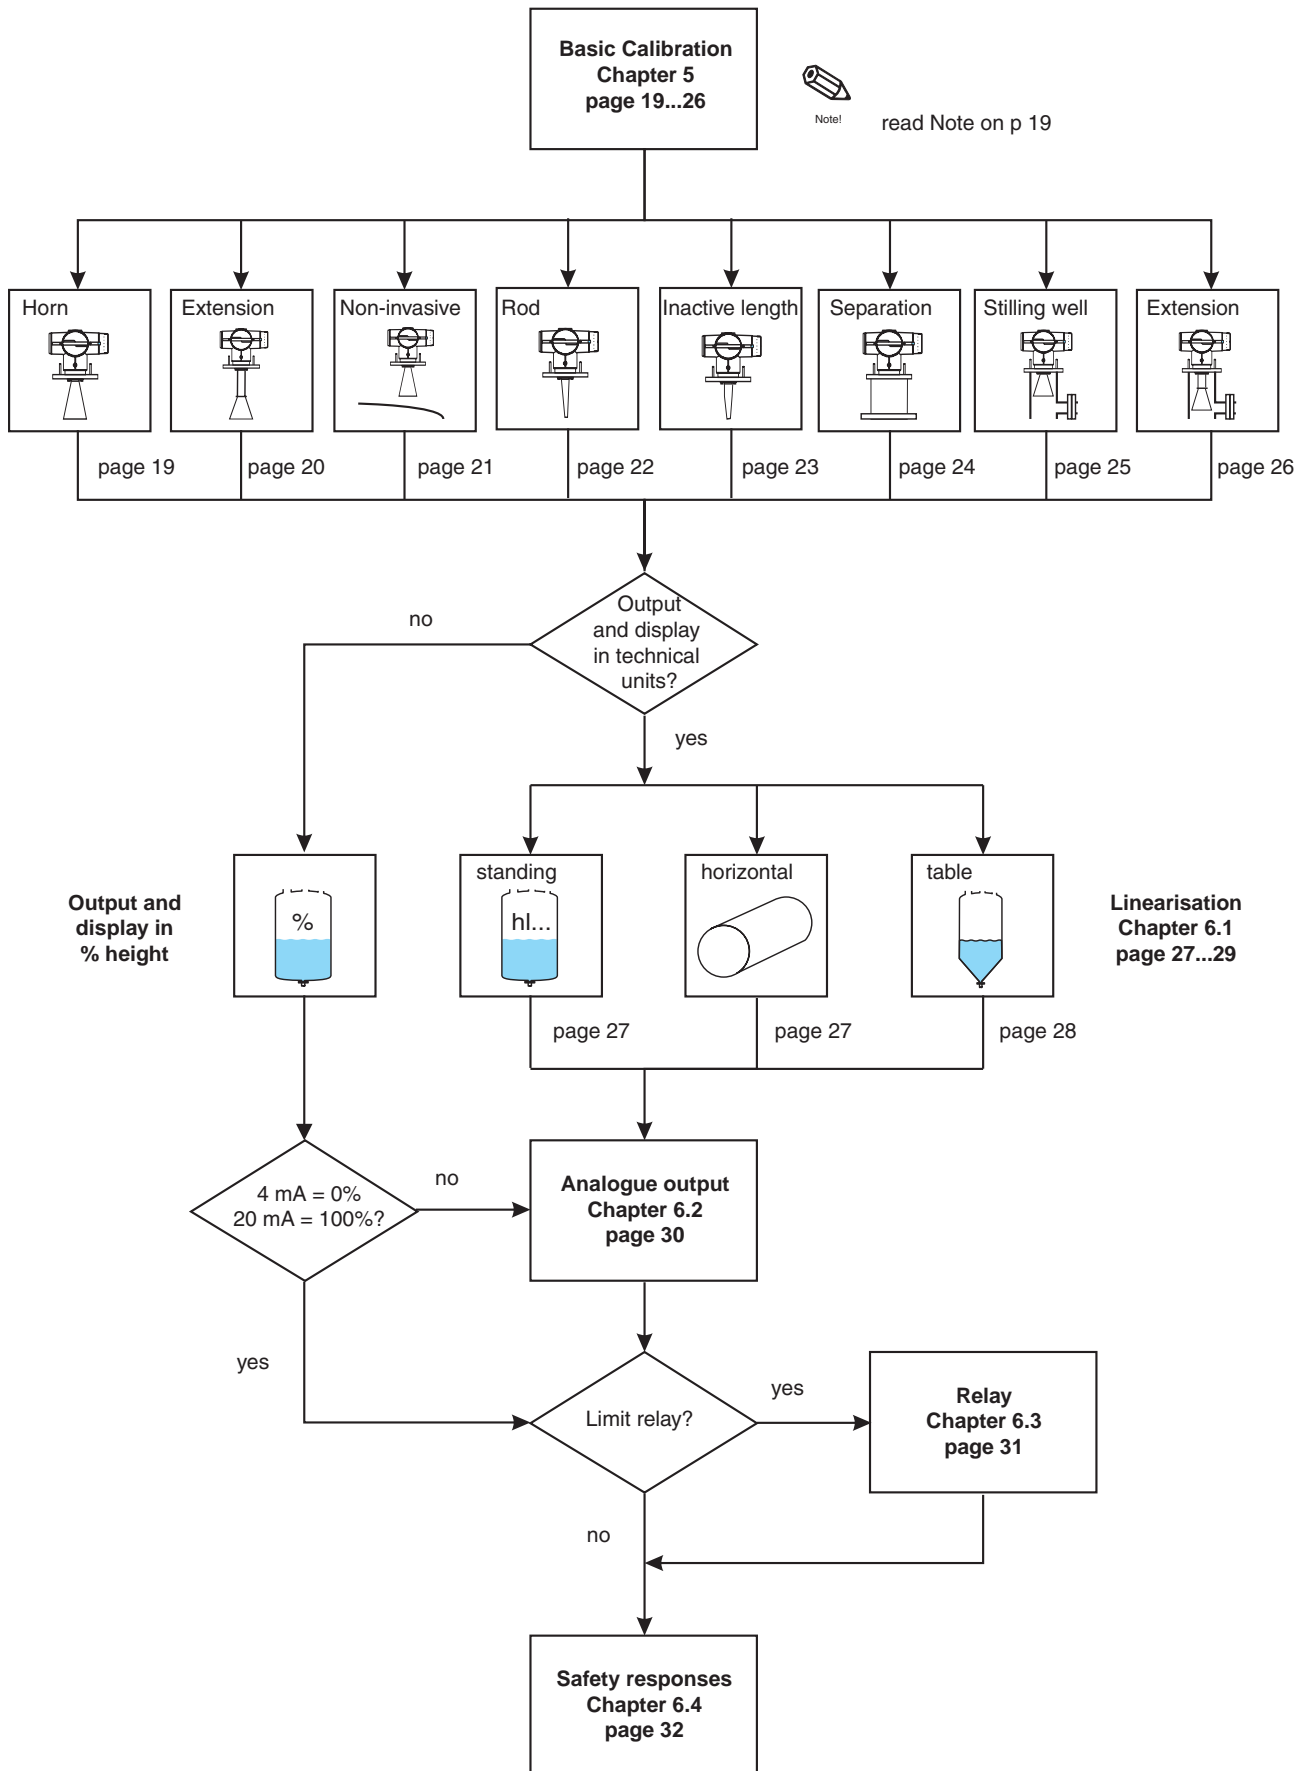 Basic Calibration
Chapter 5
page 19...26
Note!
read Note on p 19
Horn
Extension
Non-invasive
Rod
Inactive length
Separation
Stilling well
Extension
page 19
page 20
page 21
page 22
page 23
page 24
page 25
page 26
Output
and display
in technical
units?
no
yes
Output and
display in
% height
%
standing
hl...
horizontal
table
Linearisation
Chapter 6.1
page 27...29
page 27
page 27
page 28
4 mA = 0%
20 mA = 100%?
no
Analogue output
Chapter 6.2
page 30
yes
Limit relay?
yes
Relay
Chapter 6.3
page 31
no
Safety responses
Chapter 6.4
page 32